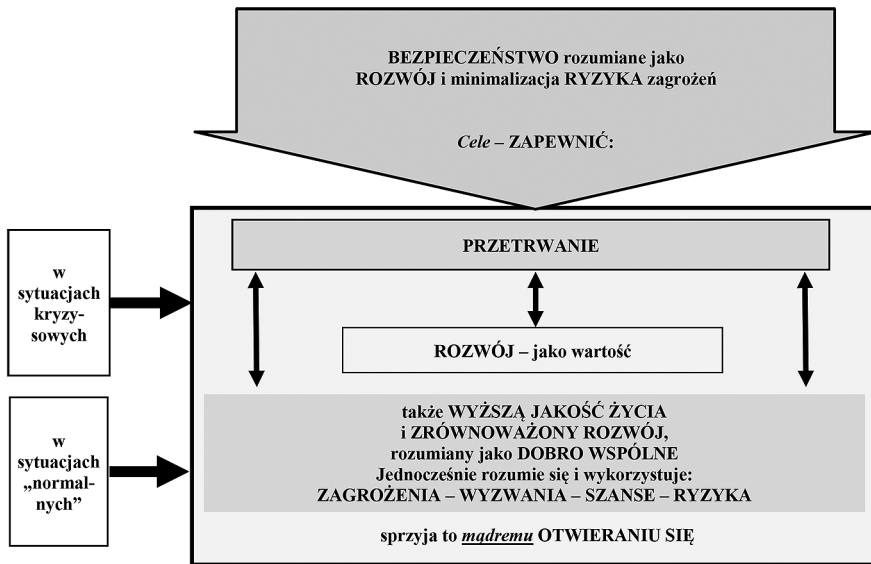 BEZPIECZEŃSTWO rozumiane jako
ROZWÓJ i minimalizacja RYZYKA zagrożeń
Cele – ZAPEWNIĆ:
PRZETRWANIE
w
sytuacjach
kryzy-
sowych
ROZWÓJ – jako wartość
w
sytuacjach
„normal-
nych”
także WYŻSZĄ JAKOŚĆ ŻYCIA
i ZRÓWNOWAŻONY ROZWÓJ,
rozumiany jako DOBRO WSPÓLNE
Jednocześnie rozumie się i wykorzystuje:
ZAGROŻENIA – WYZWANIA – SZANSE – RYZYKA
sprzyja to mądremu OTWIERANIU SIĘ